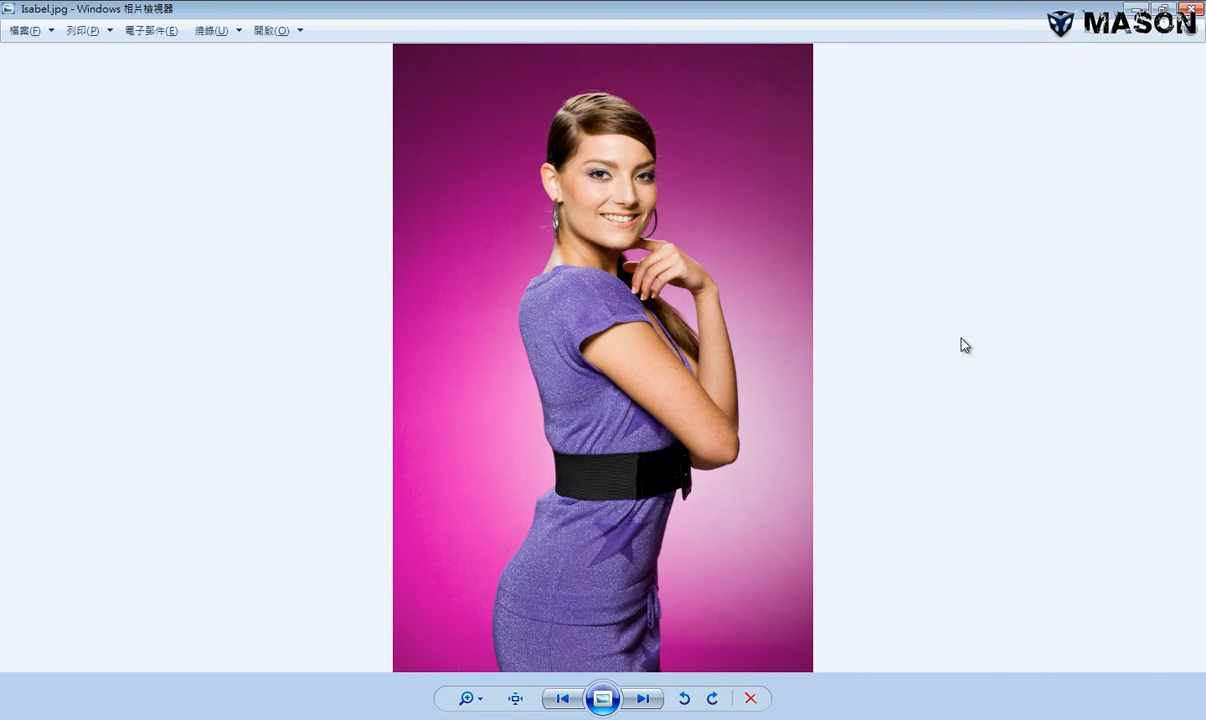 Isabel.jpg - Windows 相片檢視器
檔案(F) 列印(P) 電子郵件(E) 燒錄(U) 開啟(O)
MASON